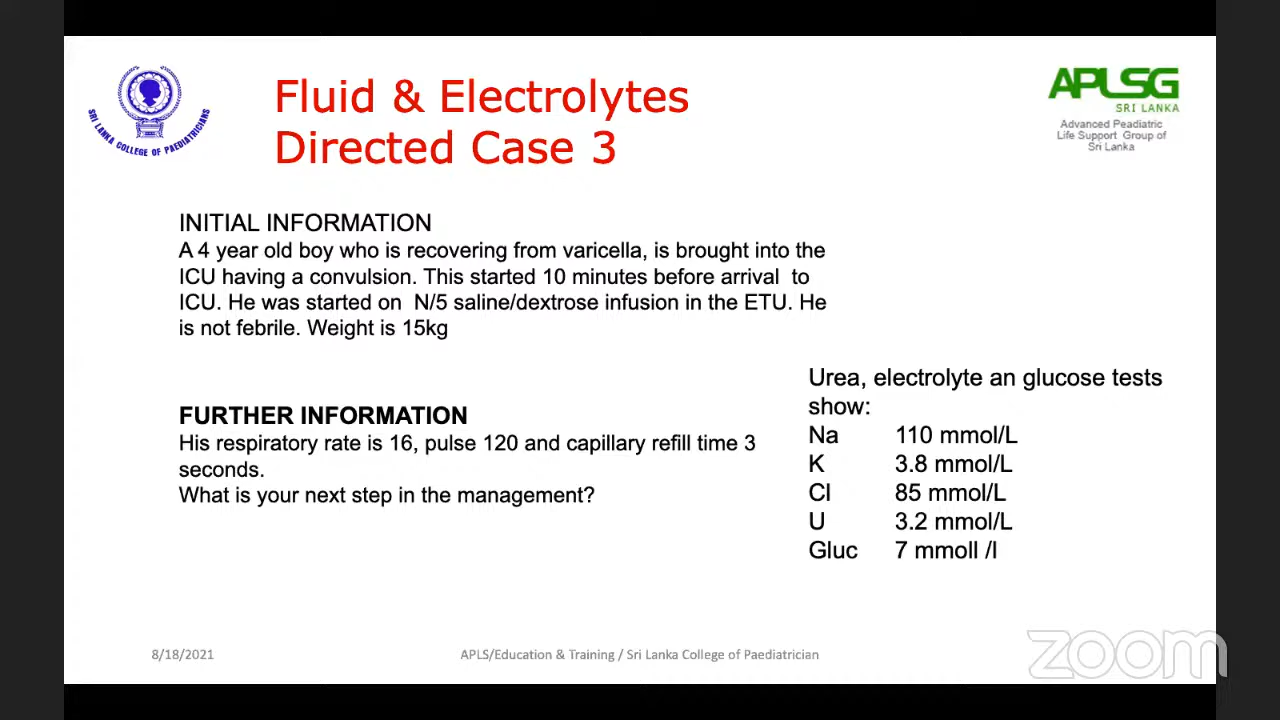 SRI LANKA COLLEGE OF PAEDIATRICIANS
Fluid & Electrolytes
Directed Case 3
APLSG
SRI LANKA
Advanced Peadiatric
Life Support Group of
Sri Lanka
INITIAL INFORMATION
A 4 year old boy who is recovering from varicella, is brought into the
ICU having a convulsion. This started 10 minutes before arrival to
ICU. He was started on N/5 saline/dextrose infusion in the ETU. He
is not febrile. Weight is 15kg
FURTHER INFORMATION
His respiratory rate is 16, pulse 120 and capillary refill time 3
seconds.
What is your next step in the management?
Urea, electrolyte an glucose tests
show:
Na 110 mmol/L
K 3.8 mmol/L
Cl 85 mmol/L
U 3.2 mmol/L
Gluc 7 mmoll /l
8/18/2021
APLS/Education & Training / Sri Lanka College of Paediatrician
zoom